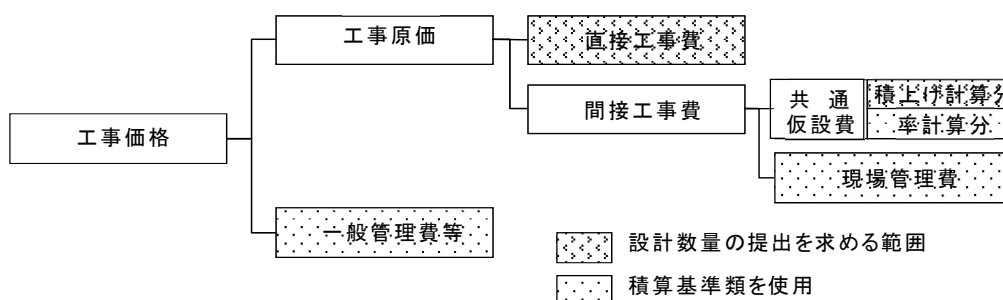 工事原価
直接工事費
間接工事費
共通
仮設費
積上げ計算分
率計算分
工事価格
現場管理費
一般管理費等
設計数量の提出を求める範囲
積算基準類を使用